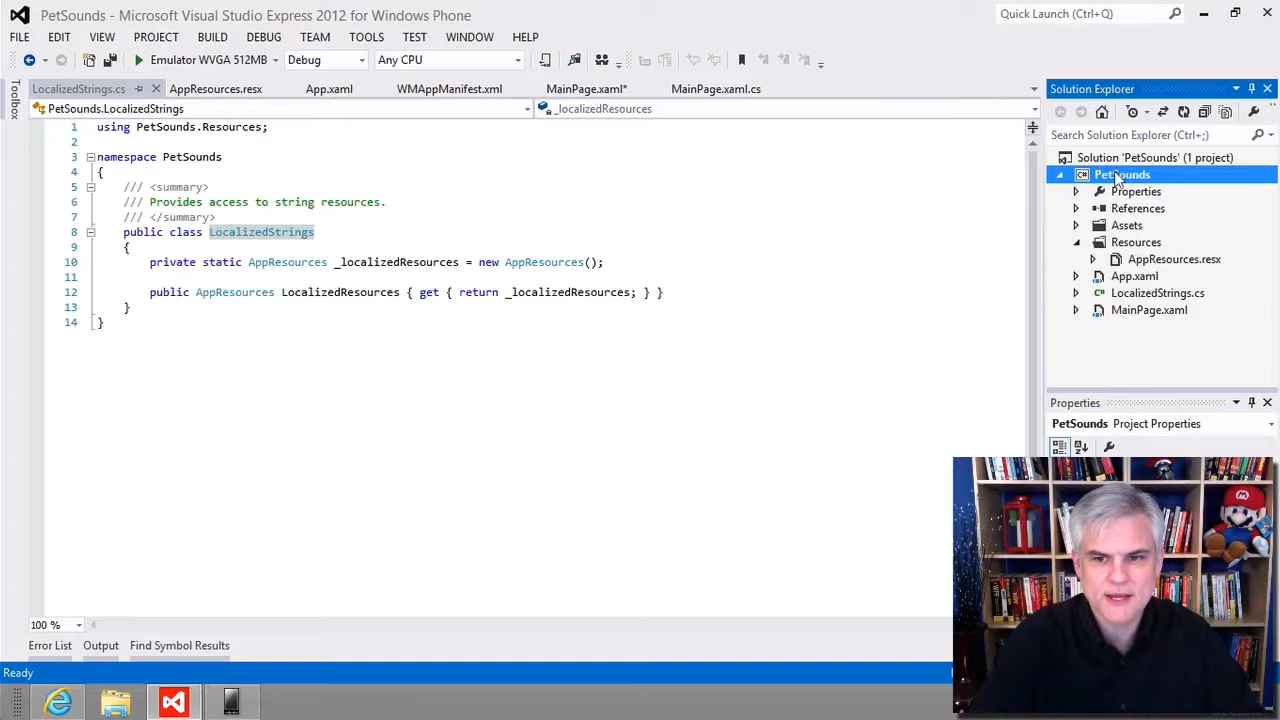 PetSounds - Microsoft Visual Studio Express 2012 for Windows Phone
Quick Launch (Ctrl+Q)
FILE EDIT VIEW PROJECT BUILD DEBUG TEAM TOOLS TEST WINDOW HELP
Emulator WVGA 512MB Debug Any CPU
Toolbox
LocalizedStrings.cs AppResources.resx App.xaml WMAppManifest.xml MainPage.xaml* MainPage.xaml.cs
PetSounds.LocalizedStrings _localizedResources
1 using PetSounds.Resources;
2
3 namespace PetSounds
4 {
5 /// <summary>
6 /// Provides access to string resources.
7 /// </summary>
8 public class LocalizedStrings
9 {
10 private static AppResources _localizedResources = new AppResources();
11
12 public AppResources LocalizedResources { get { return _localizedResources; } }
13 }
14 }
100 %
Error List Output Find Symbol Results
Ready
Solution Explorer
Search Solution Explorer (Ctrl+;)
Solution 'PetSounds' (1 project)
C# PetSounds
Properties
References
Assets
Resources
AppResources.resx
App.xaml
C# LocalizedStrings.cs
MainPage.xaml
Properties
PetSounds Project Properties